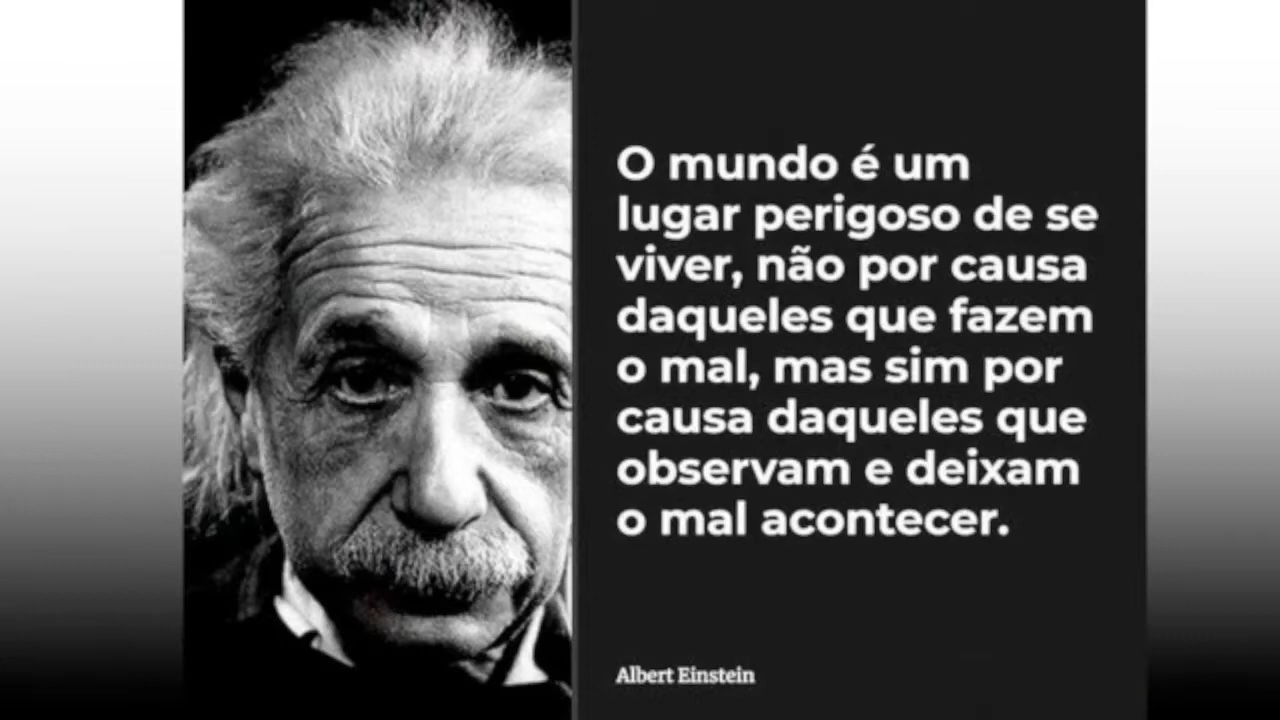 O mundo é um
lugar perigoso de se
viver, não por causa
daqueles que fazem
o mal, mas sim por
causa daqueles que
observam e deixam
o mal acontecer.
Albert Einstein